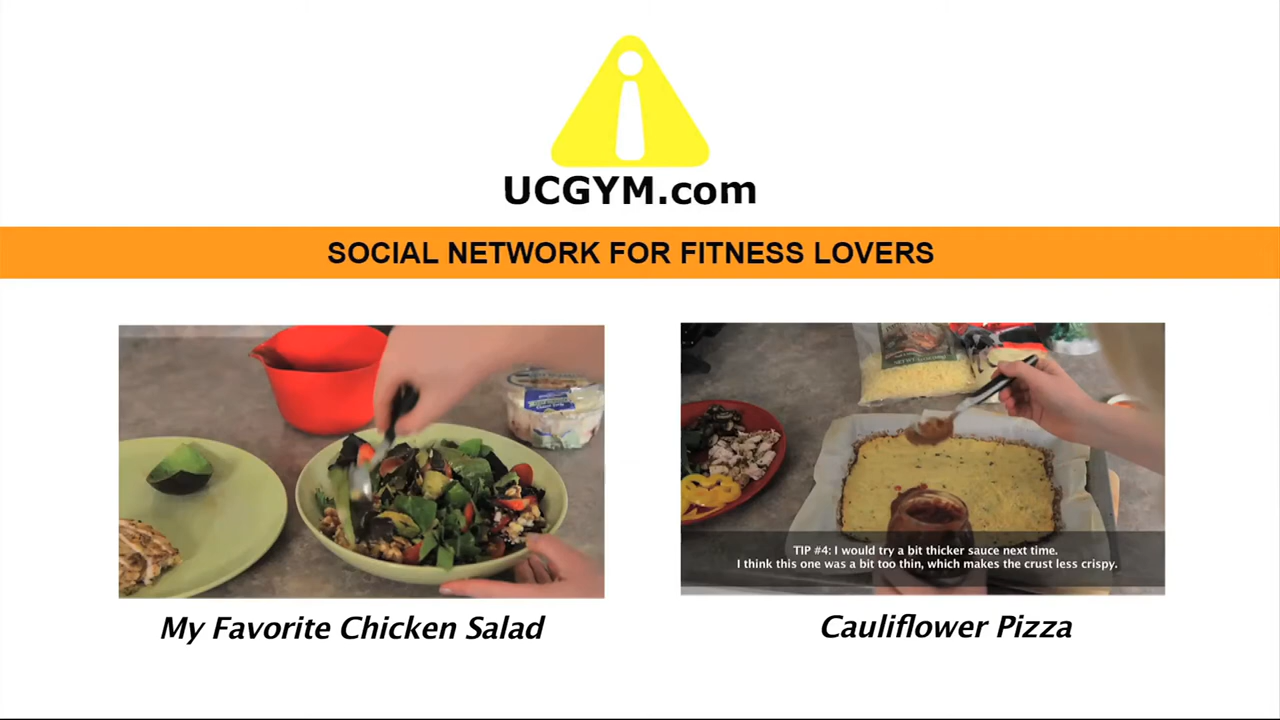 UCGYM.com
SOCIAL NETWORK FOR FITNESS LOVERS
TIP #4: I would try a bit thicker sauce next time.
I think this one was a bit too thin, which makes the crust less crispy.
My Favorite Chicken Salad
Cauliflower Pizza